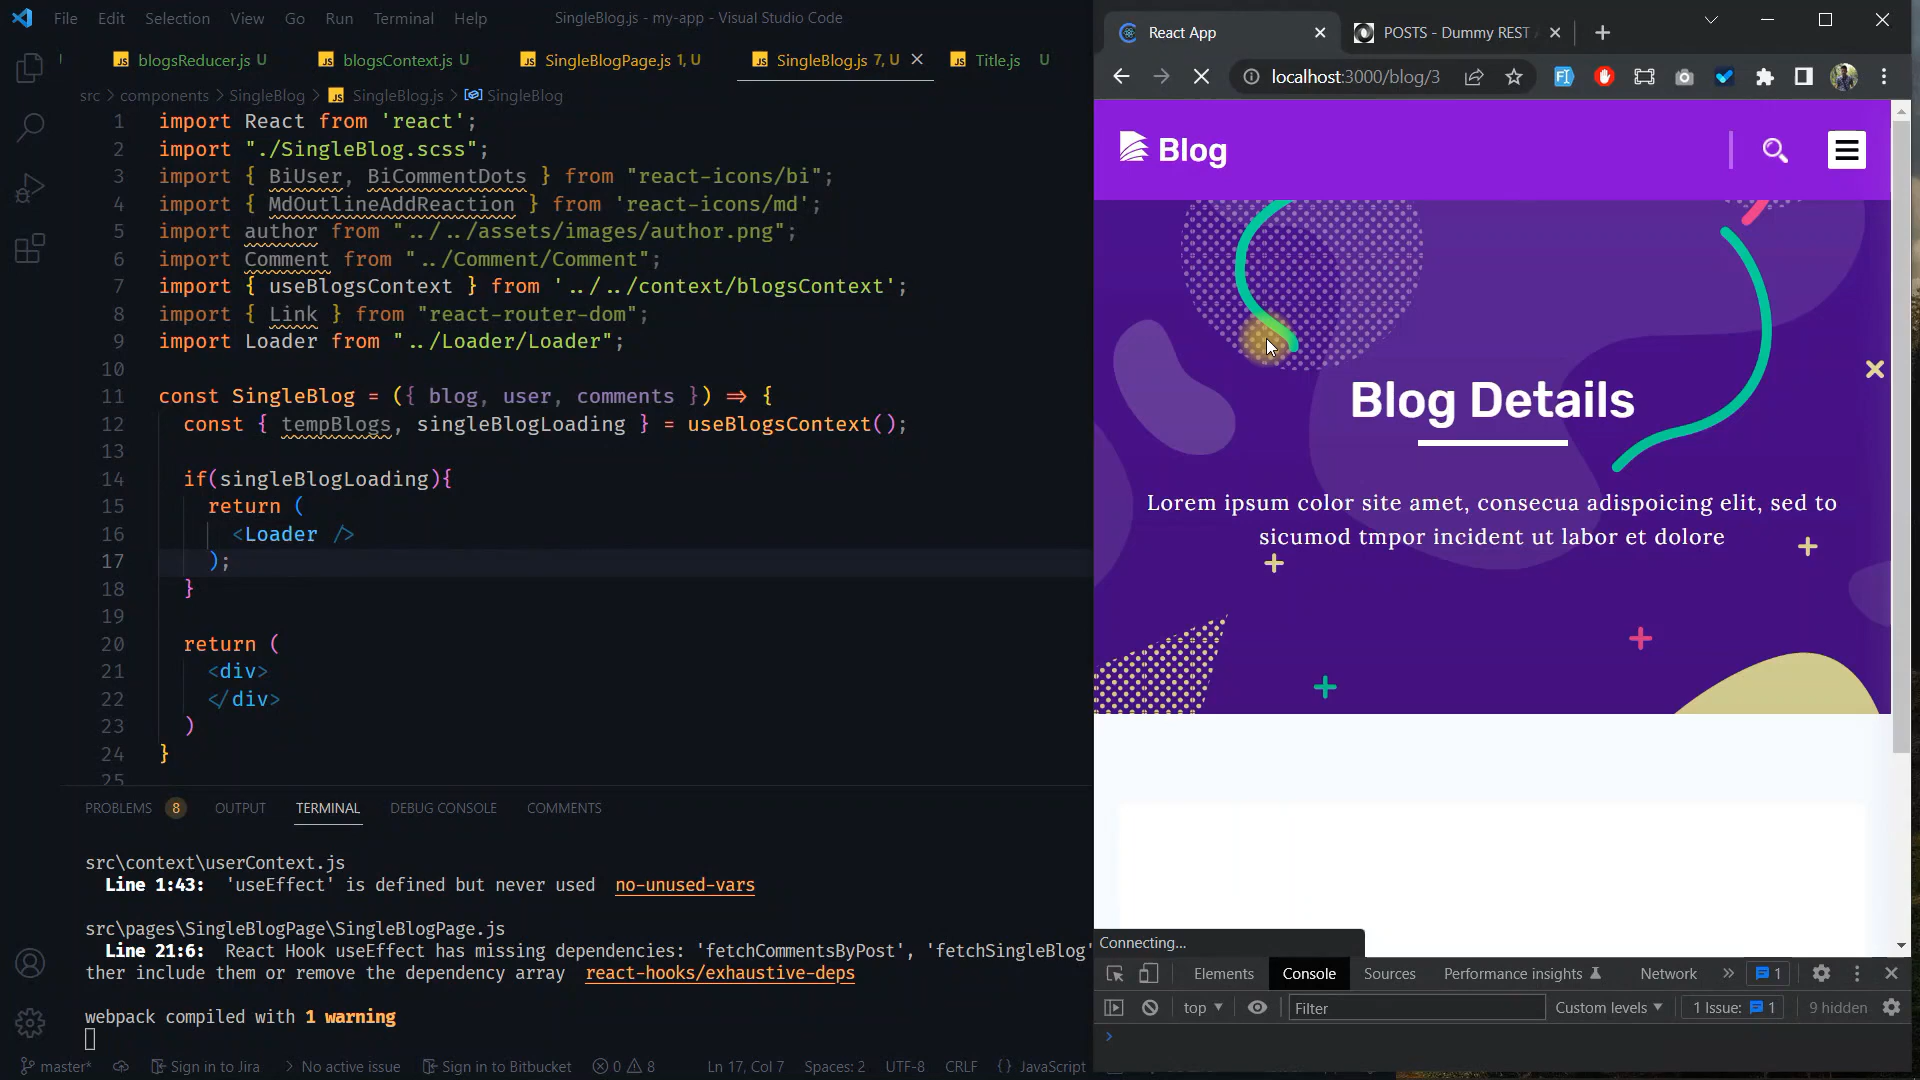 File Edit Selection View Go Run Terminal Help SingleBlog.js - my-app - Visual Studio Code
blogsReducer.js U blogsContext.js U SingleBlogPage.js 1, U SingleBlog.js 7, U Title.js U
src > components > SingleBlog > SingleBlog.js > SingleBlog
1 import React from 'react';
2 import "./SingleBlog.scss";
3 import { BiUser, BiCommentDots } from "react-icons/bi";
4 import { MdOutlineAddReaction } from 'react-icons/md';
5 import author from "../../assets/images/author.png";
6 import Comment from "../Comment/Comment";
7 import { useBlogsContext } from '../../context/blogsContext';
8 import { Link } from "react-router-dom";
9 import Loader from "../Loader/Loader";
10
11 const SingleBlog = ({ blog, user, comments }) => {
12 const { tempBlogs, singleBlogLoading } = useBlogsContext();
13
14 if(singleBlogLoading){
15 return (
16 <Loader />
17 );
18 }
19
20 return (
21 <div>
22 </div>
23 )
24 }
25
PROBLEMS 8 OUTPUT TERMINAL DEBUG CONSOLE COMMENTS
src\context\userContext.js
Line 1:43: 'useEffect' is defined but never used no-unused-vars
src\pages\SingleBlogPage\SingleBlogPage.js
Line 21:6: React Hook useEffect has missing dependencies: 'fetchCommentsByPost', 'fetchSingleBlog'
ther include them or remove the dependency array react-hooks/exhaustive-deps
webpack compiled with 1 warning
master* Sign in to Jira No active issue Sign in to Bitbucket 0 8 Ln 17, Col 7 Spaces: 2 UTF-8 CRLF {} JavaScript
React App POSTS - Dummy REST
localhost:3000/blog/3
Blog
Blog Details
Lorem ipsum color site amet, consecua adispoicing elit, sed to
sicumod tmpor incident ut labor et dolore
Connecting...
Elements Console Sources Performance insights Network » 1
top Filter Custom levels 1 Issue: 1 9 hidden